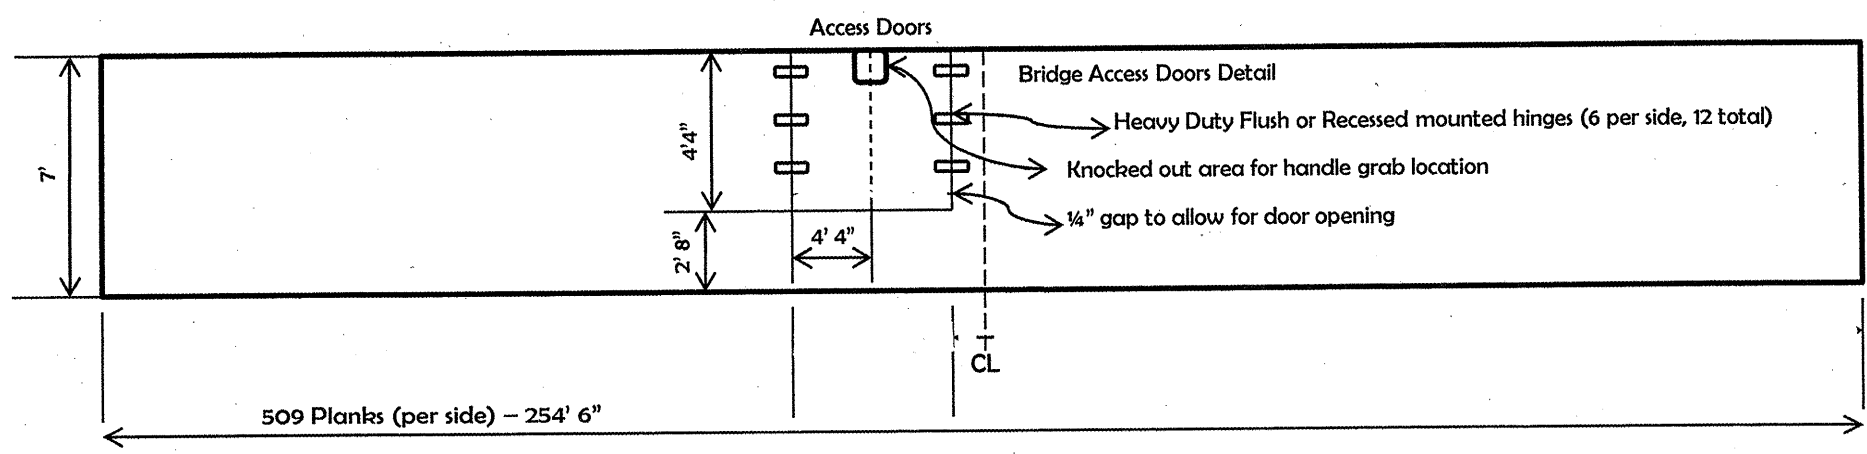 Access Doors
Bridge Access Doors Detail
Heavy Duty Flush or Recessed mounted hinges (6 per side, 12 total)
Knocked out area for handle grab location
¼” gap to allow for door opening
7’
4’4”
2’ 8”
4’ 4”
CL
509 Planks (per side) – 254’ 6”